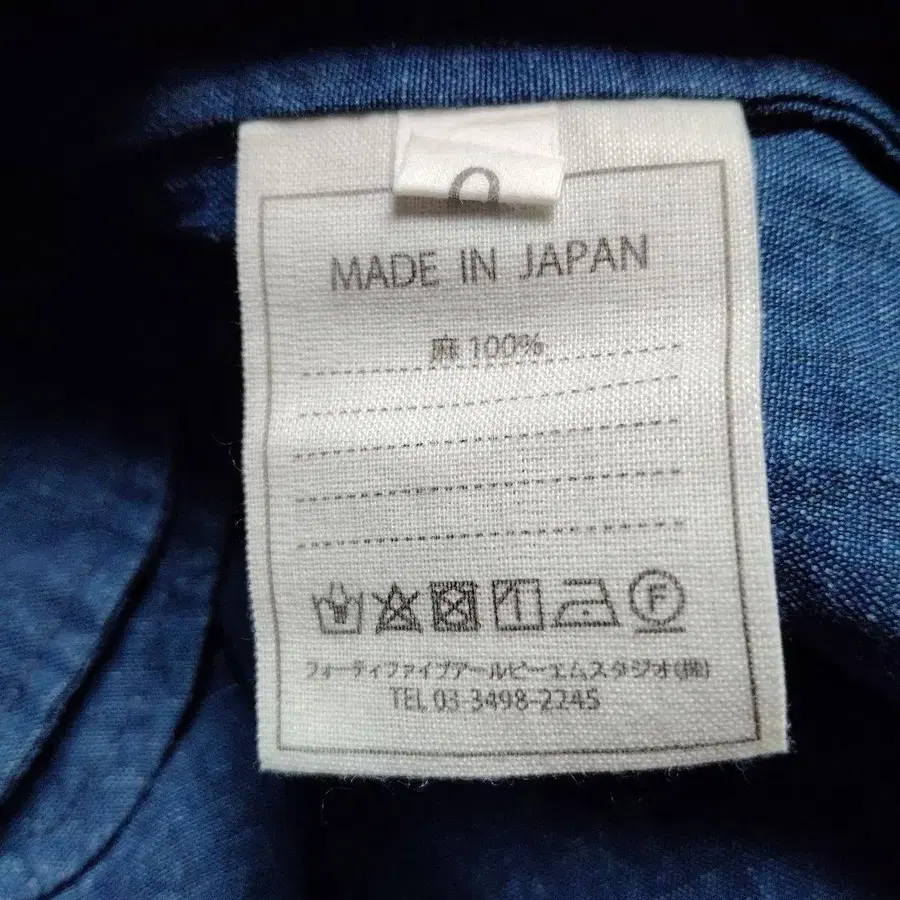 0
MADE IN JAPAN
麻 100%
F
フォーティファイブアールピーエムスタジオ(株)
TEL 03-3498-2245